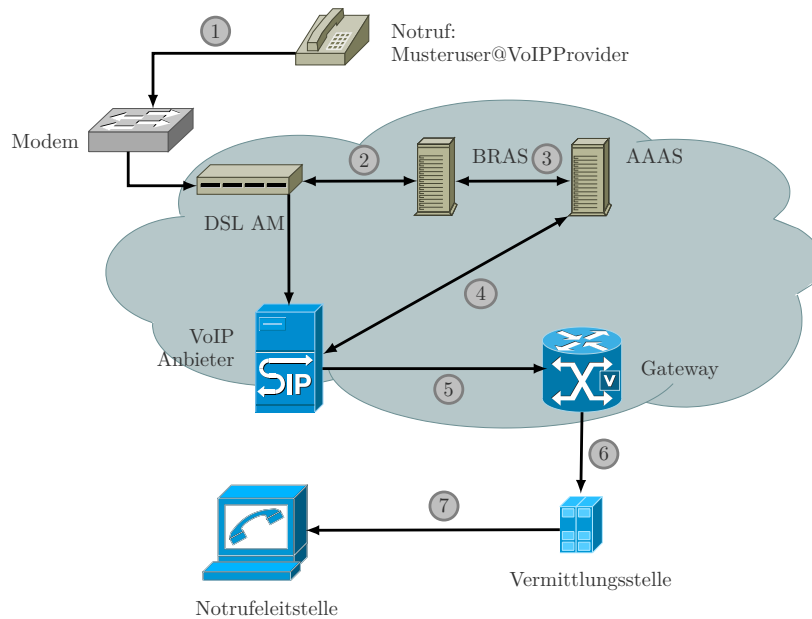 1
Notruf:
Musteruser@VoIPProvider
Modem
2
BRAS
3
AAAS
DSL AM
4
VoIP
Anbieter
SIP
5
Gateway
V
6
7
Vermittlungsstelle
Notrufeleitstelle